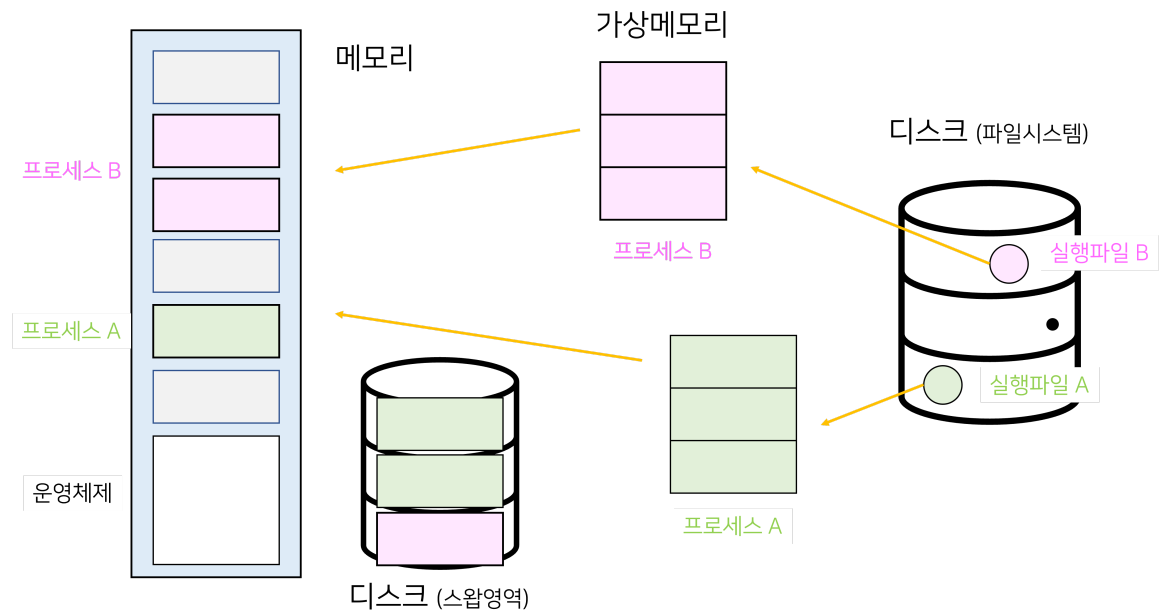 가상메모리
메모리
디스크 (파일시스템)
프로세스 B
프로세스 B
실행파일 B
프로세스 A
실행파일 A
운영체제
프로세스 A
디스크 (스왑영역)